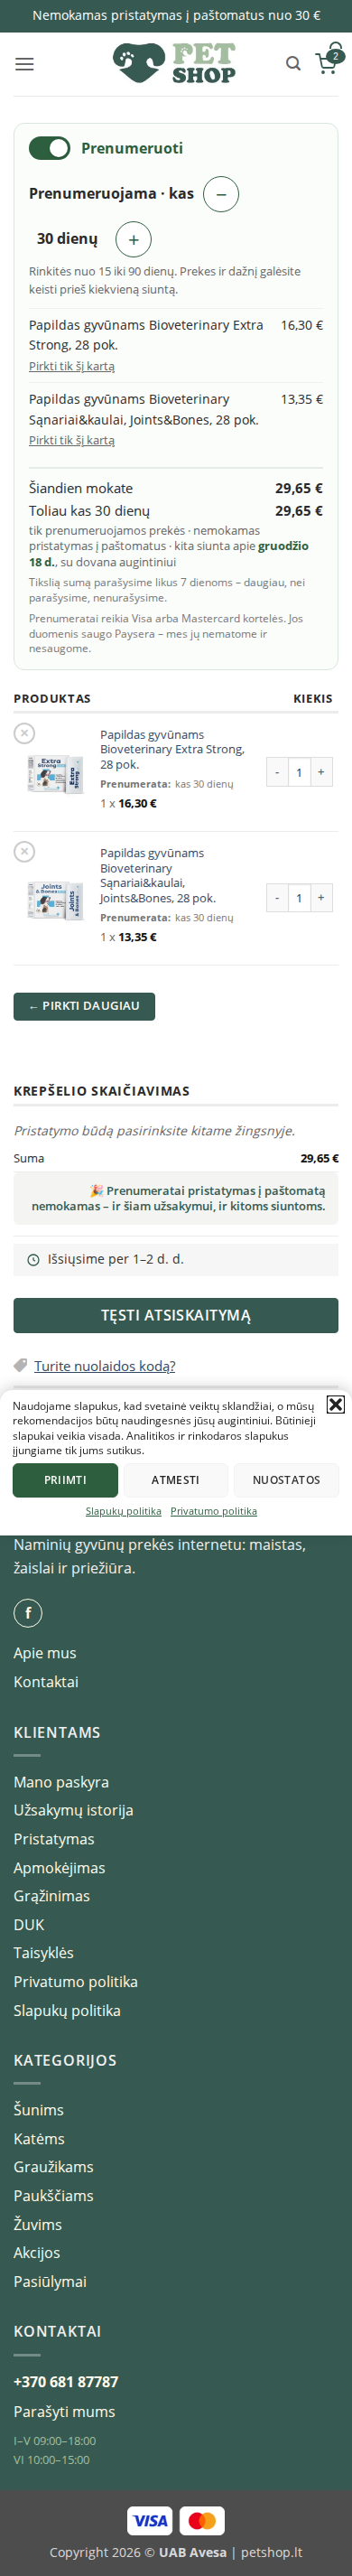 Nemokamas pristatymas į paštomatus nuo 30 €
PET
SHOP
2
Prenumeruoti
Prenumeruojama · kas −
30 dienų +
Rinkitės nuo 15 iki 90 dienų. Prekes ir dažnį galėsite
keisti prieš kiekvieną siuntą.
Papildas gyvūnams Bioveterinary Extra 16,30 €
Strong, 28 pok.
Pirkti tik šį kartą
Papildas gyvūnams Bioveterinary 13,35 €
Sąnariai&kaulai, Joints&Bones, 28 pok.
Pirkti tik šį kartą
Šiandien mokate 29,65 €
Toliau kas 30 dienų 29,65 €
tik prenumeruojamos prekės · nemokamas
pristatymas į paštomatus · kita siunta apie gruodžio
18 d., su dovana augintiniui
Tikslią sumą parašysime likus 7 dienoms – daugiau, nei
parašysime, nenurašysime.
Prenumeratai reikia Visa arba Mastercard kortelės. Jos
duomenis saugo Paysera – mes jų nematome ir
nesaugome.
PRODUKTAS KIEKIS
×
Extra
Strong
Papildas gyvūnams
Bioveterinary Extra Strong,
28 pok.
Prenumerata: kas 30 dienų
1 x 16,30 €
- 1 +
×
Joints
&Bones
Papildas gyvūnams
Bioveterinary
Sąnariai&kaulai,
Joints&Bones, 28 pok.
Prenumerata: kas 30 dienų
1 x 13,35 €
- 1 +
← PIRKTI DAUGIAU
KREPŠELIO SKAIČIAVIMAS
Pristatymo būdą pasirinksite kitame žingsnyje.
Suma 29,65 €
🎉 Prenumeratai pristatymas į paštomatą
nemokamas – ir šiam užsakymui, ir kitoms siuntoms.
Išsiųsime per 1–2 d. d.
TĘSTI ATSISKAITYMĄ
Turite nuolaidos kodą?
Naudojame slapukus, kad svetainė veiktų sklandžiai, o mūsų
rekomendacijos būtų naudingesnės jūsų augintiniui. Būtinieji
slapukai veikia visada. Analitikos ir rinkodaros slapukus
įjungiame tik jums sutikus.
PRIIMTI ATMESTI NUOSTATOS
Slapukų politika Privatumo politika
Naminių gyvūnų prekės internetu: maistas,
žaislai ir priežiūra.
f
Apie mus
Kontaktai
KLIENTAMS
Mano paskyra
Užsakymų istorija
Pristatymas
Apmokėjimas
Grąžinimas
DUK
Taisyklės
Privatumo politika
Slapukų politika
KATEGORIJOS
Šunims
Katėms
Graužikams
Paukščiams
Žuvims
Akcijos
Pasiūlymai
KONTAKTAI
+370 681 87787
Parašyti mums
I–V 09:00–18:00
VI 10:00–15:00
VISA
Copyright 2026 © UAB Avesa | petshop.lt